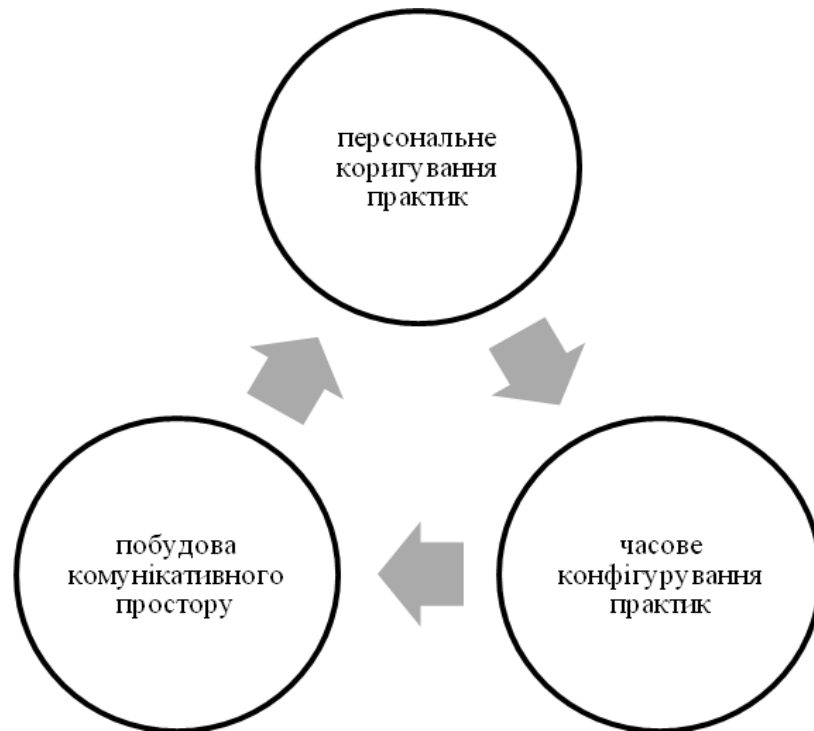 персональне
коригування
практик
часове
конфігурування
практик
побудова
комунікативного
простору